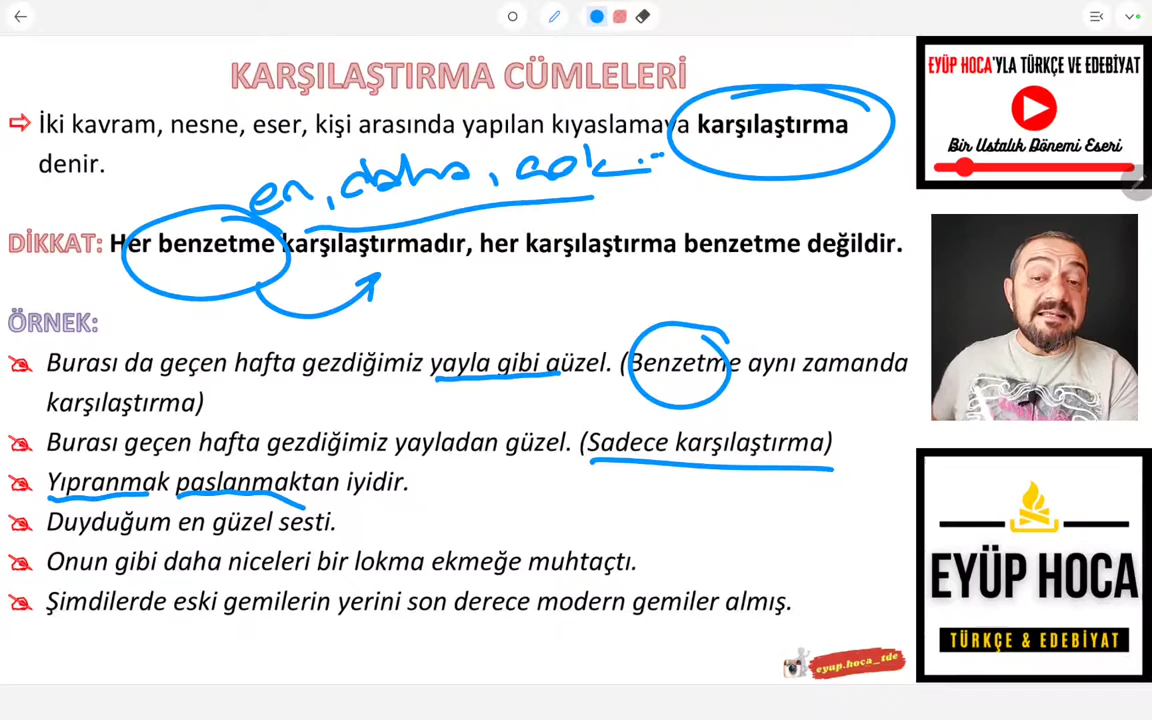 KARŞILAŞTIRMA CÜMLELERİ
İki kavram, nesne, eser, kişi arasında yapılan kıyaslamaya karşılaştırma
denir.
en, daha, çok...
DİKKAT: Her benzetme karşılaştırmadır, her karşılaştırma benzetme değildir.
ÖRNEK:
Burası da geçen hafta gezdiğimiz yayla gibi güzel. (Benzetme aynı zamanda
karşılaştırma)
Burası geçen hafta gezdiğimiz yayladan güzel. (Sadece karşılaştırma)
Yıpranmak paslanmaktan iyidir.
Duyduğum en güzel sesti.
Onun gibi daha niceleri bir lokma ekmeğe muhtaçtı.
Şimdilerde eski gemilerin yerini son derece modern gemiler almış.
eyup.hoca_tde
EYÜP HOCA'YLA TÜRKÇE VE EDEBİYAT
Bir Ustalık Dönemi Eseri
EYÜP HOCA
TÜRKÇE & EDEBİYAT